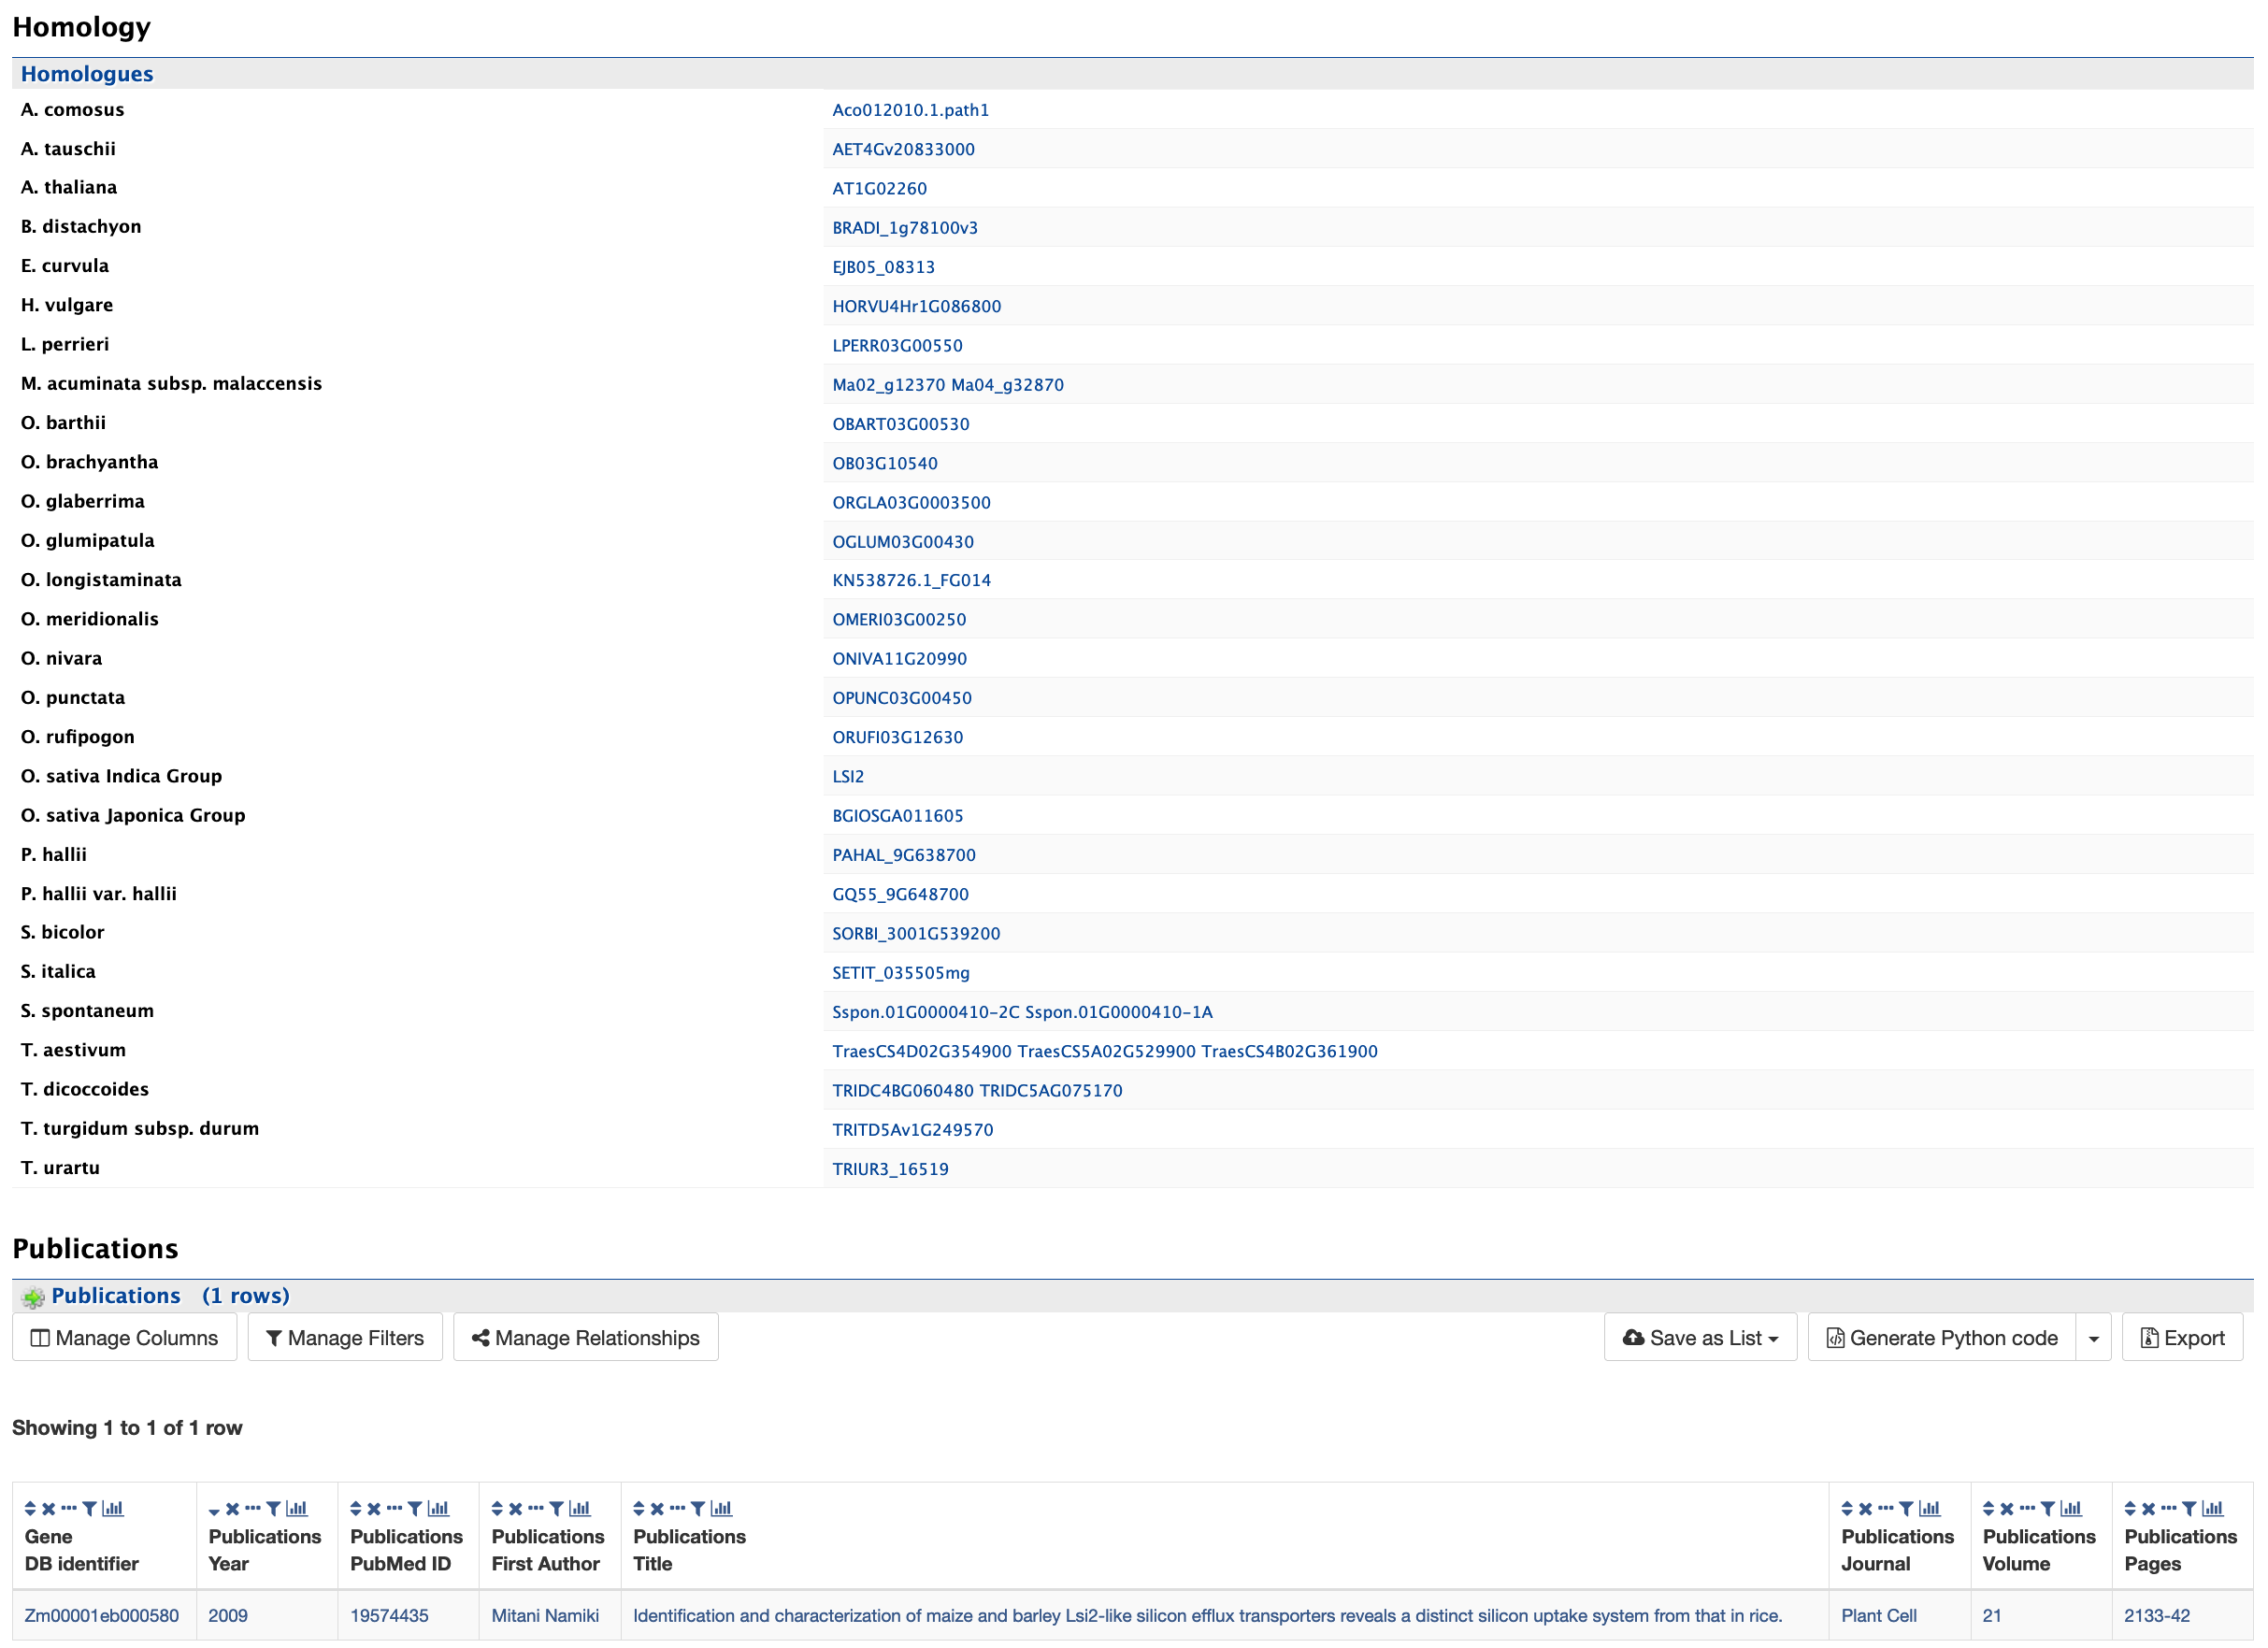 Homology
Homologues
A. comosus Aco012010.1.path1
A. tauschii AET4Gv20833000
A. thaliana AT1G02260
B. distachyon BRADI_1g78100v3
E. curvula EJB05_08313
H. vulgare HORVU4Hr1G086800
L. perrieri LPERR03G00550
M. acuminata subsp. malaccensis Ma02_g12370 Ma04_g32870
O. barthii OBART03G00530
O. brachyantha OB03G10540
O. glaberrima ORGLA03G0003500
O. glumipatula OGLUM03G00430
O. longistaminata KN538726.1_FG014
O. meridionalis OMERI03G00250
O. nivara ONIVA11G20990
O. punctata OPUNC03G00450
O. rufipogon ORUFI03G12630
O. sativa Indica Group LSI2
O. sativa Japonica Group BGIOSGA011605
P. hallii PAHAL_9G638700
P. hallii var. hallii GQ55_9G648700
S. bicolor SORBI_3001G539200
S. italica SETIT_035505mg
S. spontaneum Sspon.01G0000410-2C Sspon.01G0000410-1A
T. aestivum TraesCS4D02G354900 TraesCS5A02G529900 TraesCS4B02G361900
T. dicoccoides TRIDC4BG060480 TRIDC5AG075170
T. turgidum subsp. durum TRITD5Av1G249570
T. urartu TRIUR3_16519
Publications
Publications (1 rows)
Manage Columns Manage Filters Manage Relationships Save as List Generate Python code Export
Showing 1 to 1 of 1 row
Gene Publications Publications Publications Publications Publications Publications Publications
DB identifier Year PubMed ID First Author Title Journal Volume Pages
Zm00001eb000580 2009 19574435 Mitani Namiki Identification and characterization of maize and barley Lsi2-like silicon efflux transporters reveals a distinct silicon uptake system from that in rice. Plant Cell 21 2133-42